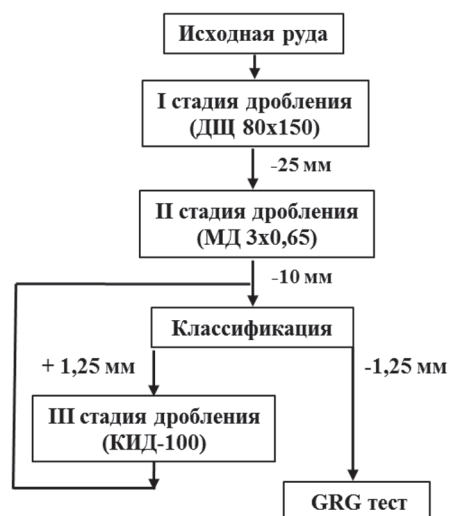 Исходная руда
I стадия дробления
(ДЩ 80х150)
-25 мм
II стадия дробления
(МД 3х0,65)
-10 мм
Классификация
+ 1,25 мм
-1,25 мм
III стадия дробления
(КИД-100)
GRG тест